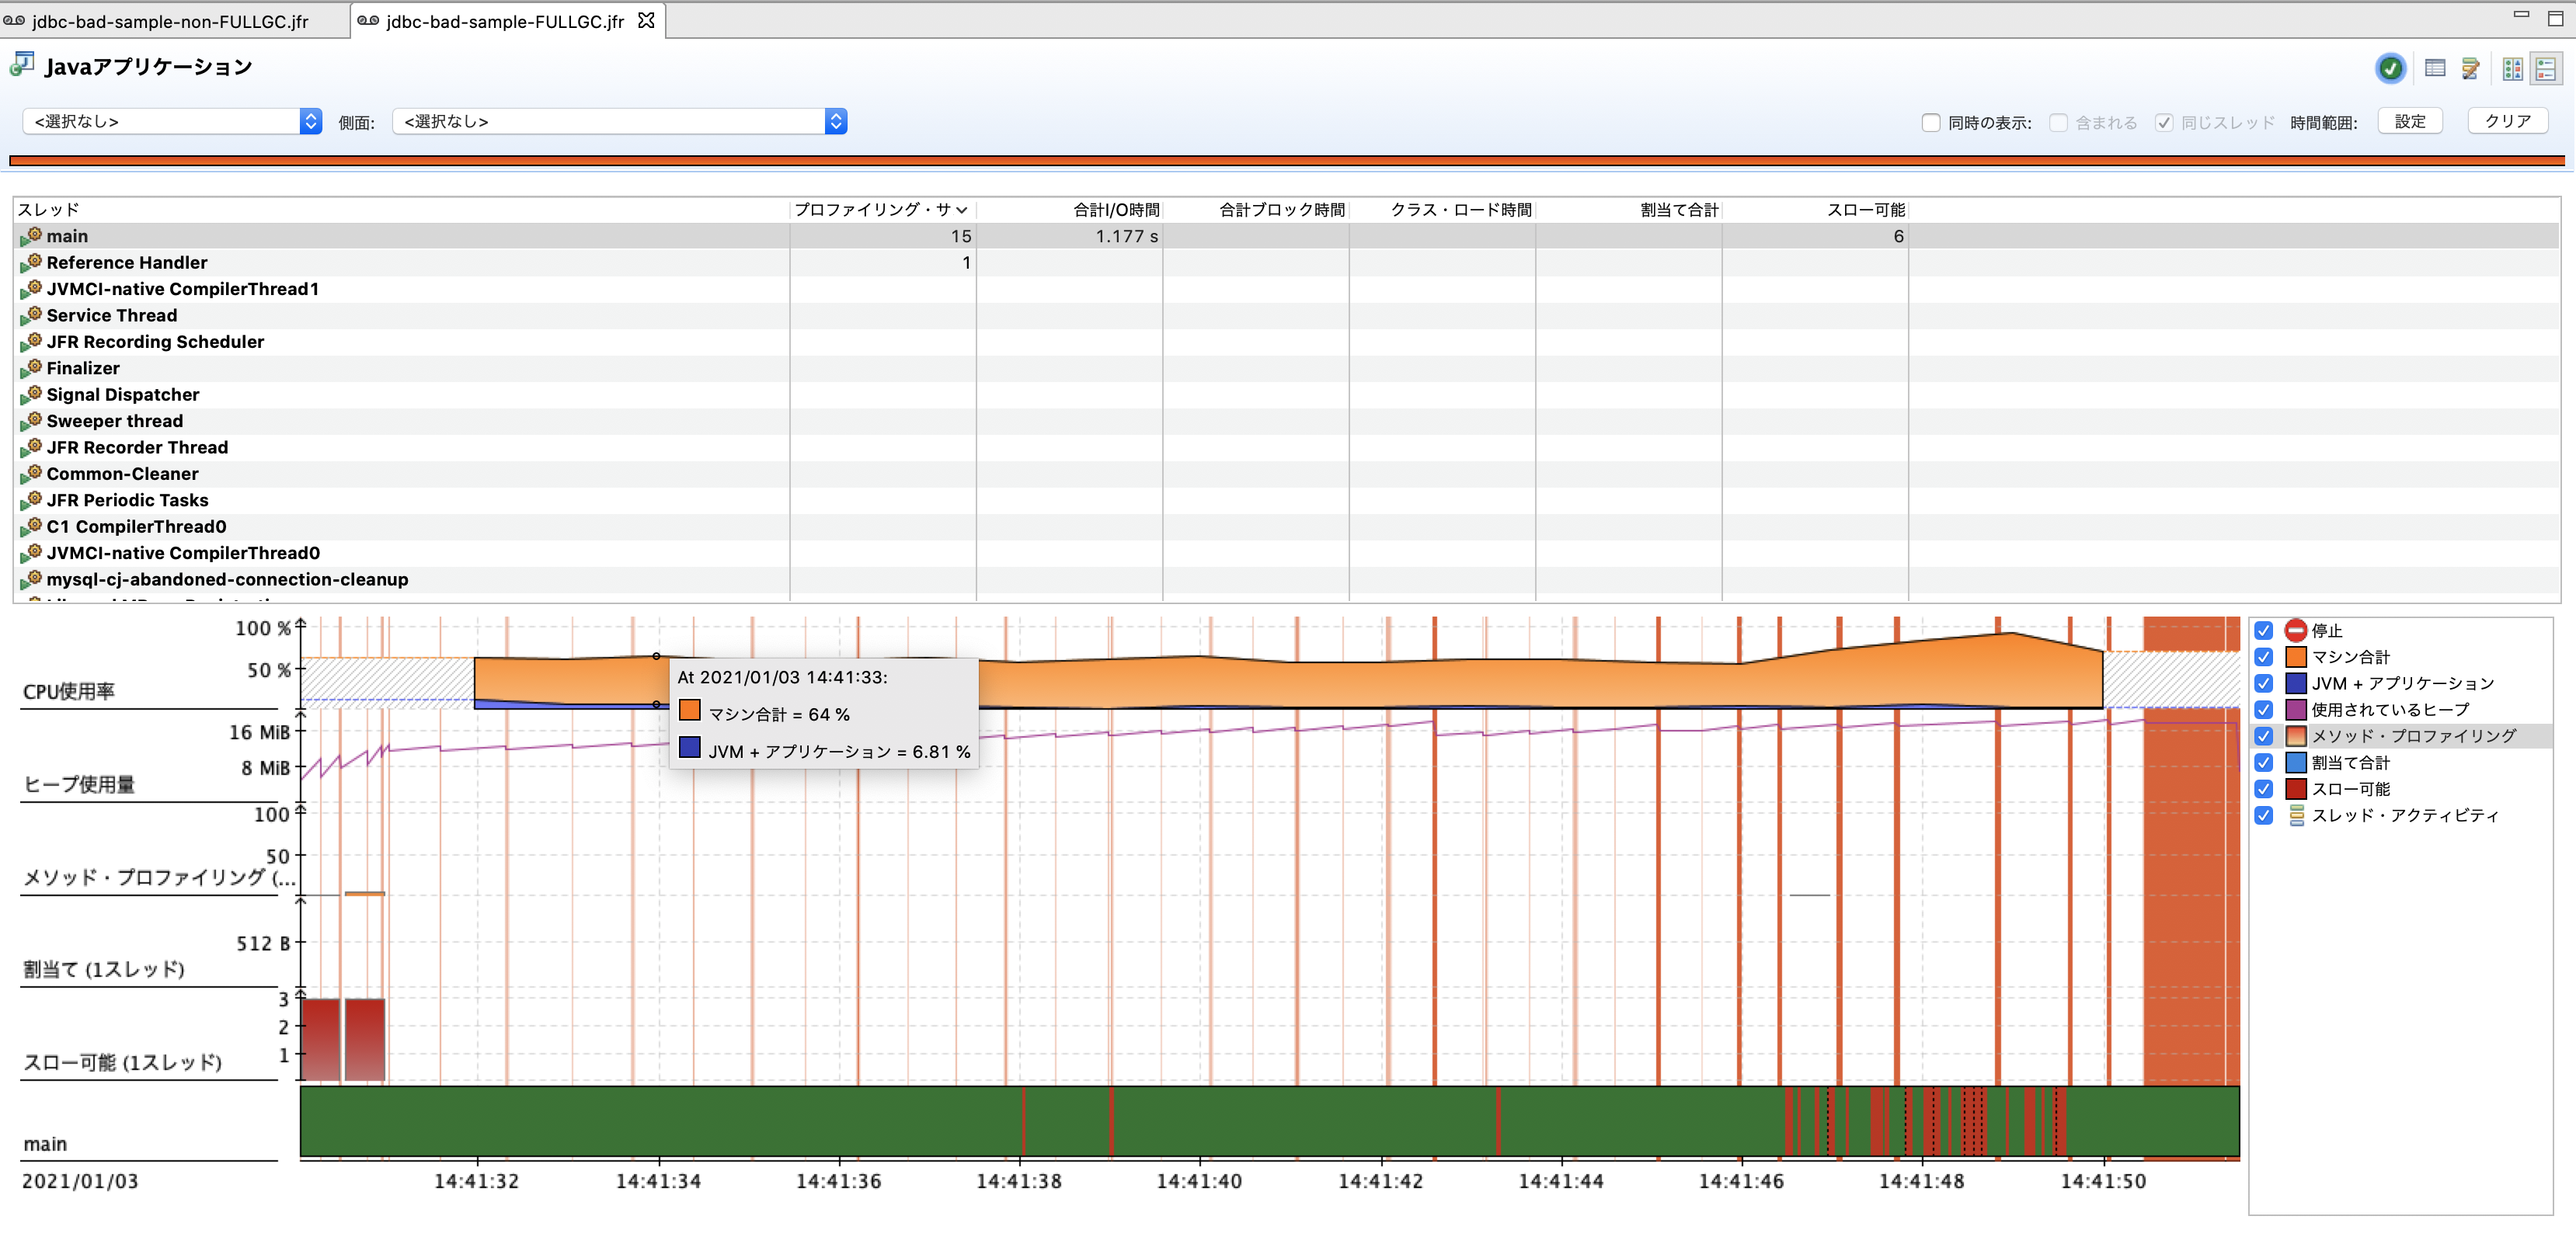 jdbc-bad-sample-non-FULLGC.jfr jdbc-bad-sample-FULLGC.jfr
Javaアプリケーション
<選択なし> 側面: <選択なし> 同時の表示: 含まれる 同じスレッド 時間範囲: 設定 クリア
スレッド プロファイリング・サ 合計I/O時間 合計ブロック時間 クラス・ロード時間 割当て合計 スロー可能
main 15 1.177 s 6
Reference Handler 1
JVMCI-native CompilerThread1
Service Thread
JFR Recording Scheduler
Finalizer
Signal Dispatcher
Sweeper thread
JFR Recorder Thread
Common-Cleaner
JFR Periodic Tasks
C1 CompilerThread0
JVMCI-native CompilerThread0
mysql-cj-abandoned-connection-cleanup
100 %
50 %
CPU使用率
At 2021/01/03 14:41:33:
マシン合計 = 64 %
JVM + アプリケーション = 6.81 %
16 MiB
8 MiB
ヒープ使用量
100
50
メソッド・プロファイリング (...
512 B
割当て (1スレッド)
3
2
1
スロー可能 (1スレッド)
main
2021/01/03 14:41:32 14:41:34 14:41:36 14:41:38 14:41:40 14:41:42 14:41:44 14:41:46 14:41:48 14:41:50
停止
マシン合計
JVM + アプリケーション
使用されているヒープ
メソッド・プロファイリング
割当て合計
スロー可能
スレッド・アクティビティ